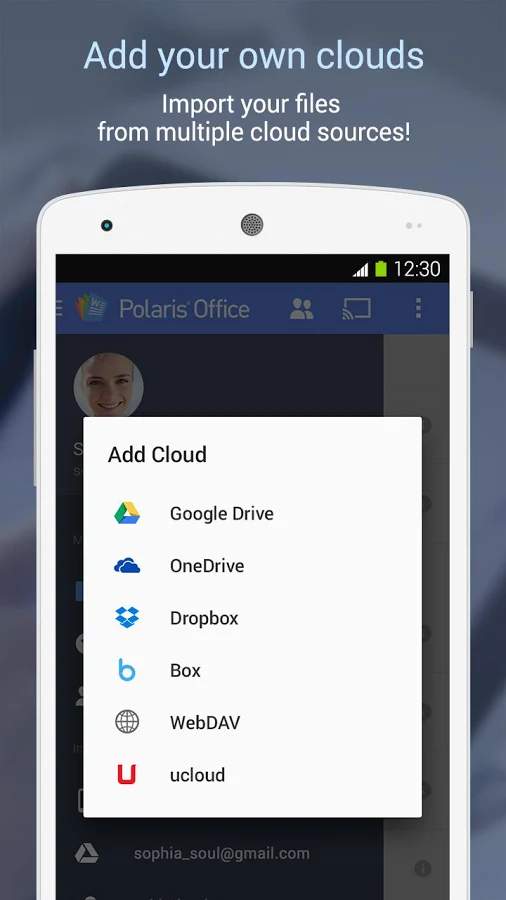 Add your own clouds
Import your files
from multiple cloud sources!
12:30
Polaris Office
Add Cloud
Google Drive
OneDrive
Dropbox
Box
WebDAV
ucloud
sophia_soul@gmail.com